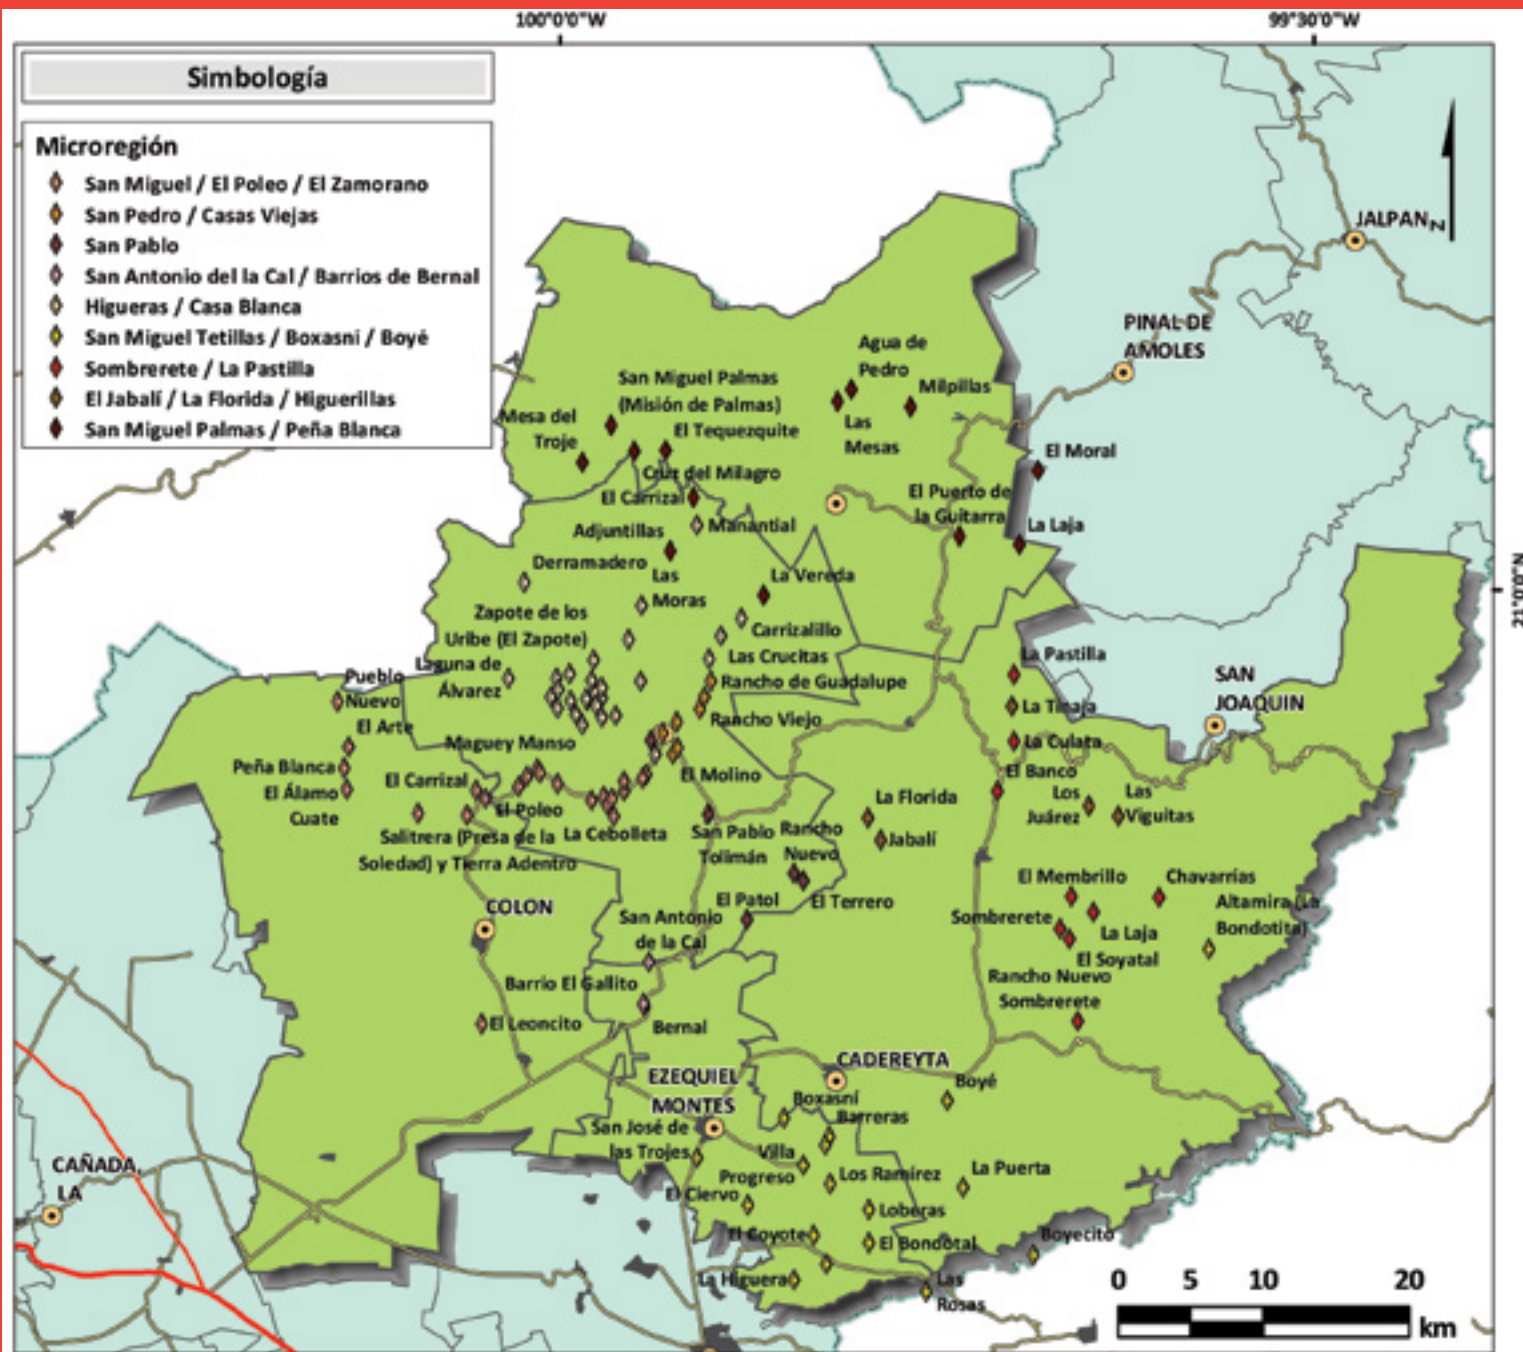 100°0'0"W
99°30'0"W
Simbología
Microregión
San Miguel / El Poleo / El Zamorano
San Pedro / Casas Viejas
San Pablo
San Antonio del la Cal / Barrios de Bernal
Higueras / Casa Blanca
San Miguel Tetillas / Boxasni / Boyé
Sombrerete / La Pastilla
El Jabalí / La Florida / Higuerillas
San Miguel Palmas / Peña Blanca
N
JALPAN
PINAL DE
AMOLES
Agua de
Pedro
Milpillas
Las
Mesas
San Miguel Palmas
(Misión de Palmas)
Mesa del
Troje
El Tequezquite
Cruz del Milagro
El Carrizal
Manantial
El Moral
El Puerto de
la Guitarra
La Laja
Adjuntillas
Derramadero
Las
Moras
La Vereda
21°0'0"N
Zapote de los
Uribe (El Zapote)
Carrizalillo
Las Crucitas
La Pastilla
Laguna de
Álvarez
Rancho de Guadalupe
SAN
JOAQUIN
Pueblo
Nuevo
La Tinaja
Rancho Viejo
El Arte
Maguey Manso
La Culata
Peña Blanca
El Carrizal
El Molino
El Banco
El Álamo
Cuate
El Poleo
La Florida
Los
Juárez
Las
Viguitas
Salitrera (Presa de la
Soledad) y Tierra Adentro
La Cebolleta
San Pablo
Tolimán
Rancho
Nuevo
Jabalí
El Membrillo
Chavarrias
El Terrero
COLON
El Patol
San Antonio
de la Cal
Sombrerete
La Laja
Altamira (La
Bondotita)
El Soyatal
Rancho Nuevo
Sombrerete
Barrio El Gallito
El Leoncito
Bernal
CADEREYTA
EZEQUIEL
MONTES
Boyé
Boxasní
Barreras
San José de
las Trojes
Villa
Progreso
Los Ramírez
La Puerta
El Ciervo
Loberas
CAÑADA,
LA
El Coyote
El Bondotal
Boyecito
La Higuera
Las
Rosas
0 5 10 20
km